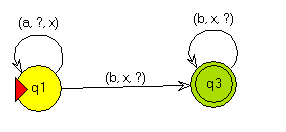 (a, ?, x)
(b, x, ?)
q1
(b, x, ?)
q3